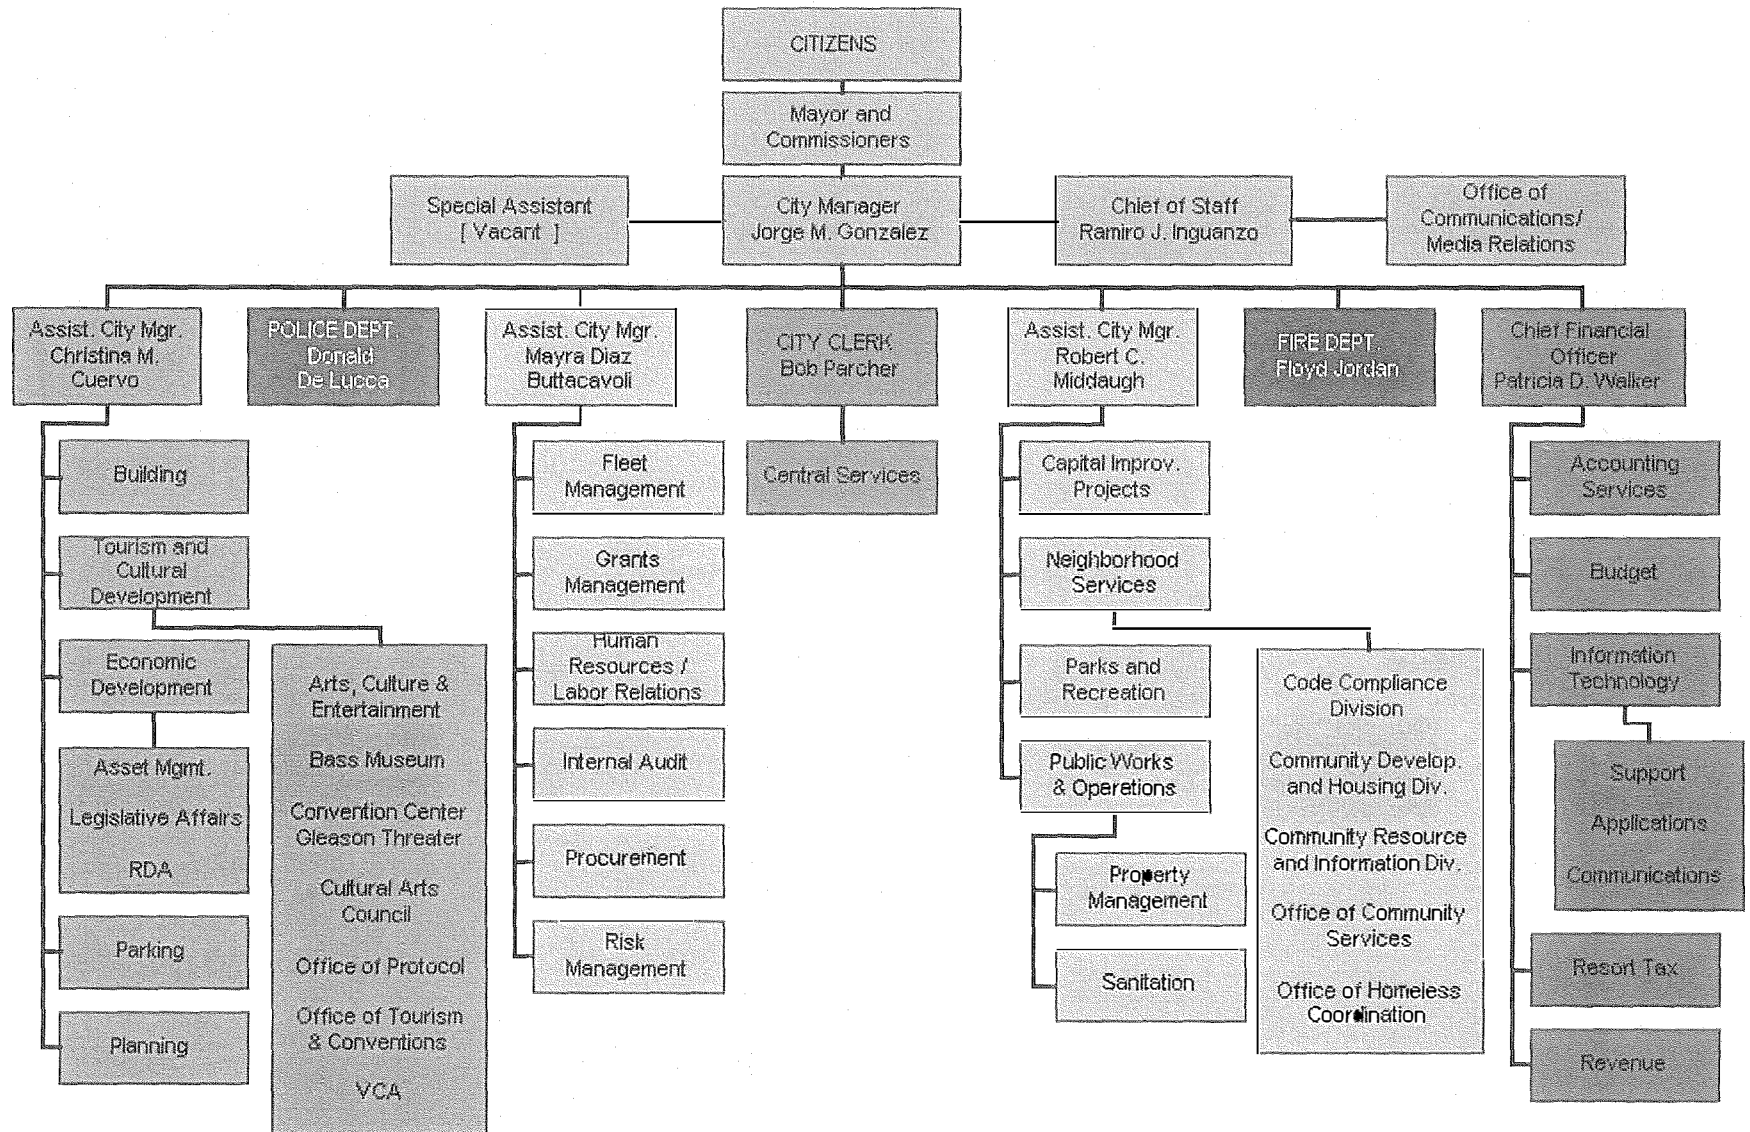 CITIZENS
Mayor and
Commissioners
Special Assistant
[ Vacant ]
City Manager
Jorge M. Gonzalez
Chief of Staff
Ramiro J. Inguanzo
Office of
Communications/
Media Relations
Assist. City Mgr.
Christina M.
Cuervo
POLICE DEPT.
Donald
De Lucca
Assist. City Mgr.
Mayra Diaz
Buttacavoli
CITY CLERK
Bob Parcher
Assist. City Mgr.
Robert C.
Middaugh
FIRE DEPT.
Floyd Jordan
Chief Financial
Officer
Patricia D. Walker
Building
Tourism and
Cultural
Development
Economic
Development
Asset Mgmt.
Legislative Affairs
RDA
Parking
Planning
Arts, Culture &
Entertainment
Bass Museum
Convention Center
Gleason Threater
Cultural Arts
Council
Office of Protocol
Office of Tourism
& Conventions
VCA
Fleet
Management
Grants
Management
Human
Resources /
Labor Relations
Internal Audit
Procurement
Risk
Management
Central Services
Capital Improv.
Projects
Neighborhood
Services
Parks and
Recreation
Public Works
& Operations
Property
Management
Sanitation
Code Compliance
Division
Community Develop.
and Housing Div.
Community Resource
and Information Div.
Office of Community
Services
Office of Homeless
Coordination
Accounting
Services
Budget
Information
Technology
Support
Applications
Communications
Resort Tax
Revenue